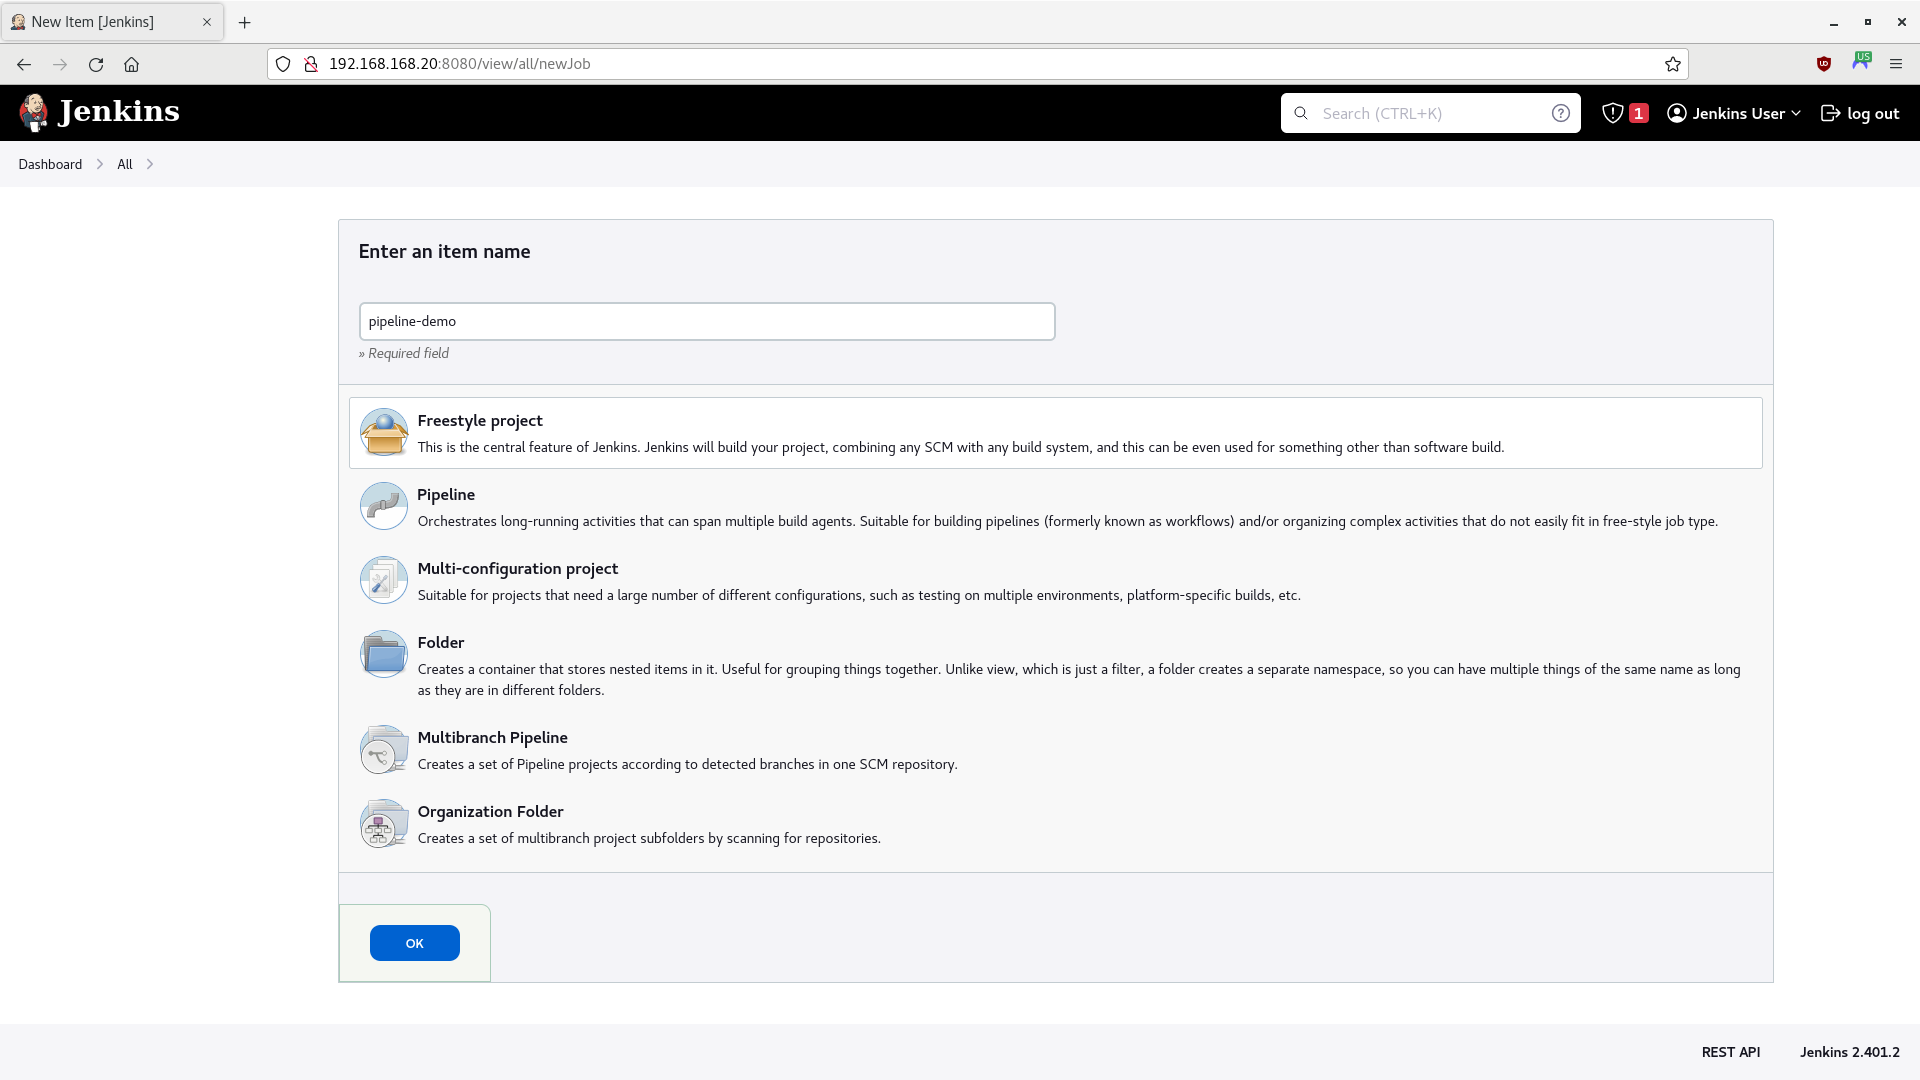 New Item [Jenkins]
192.168.168.20:8080/view/all/newJob
US
Jenkins
Search (CTRL+K)
1
Jenkins User
log out
Dashboard
All
Enter an item name
pipeline-demo
» Required field
Freestyle project
This is the central feature of Jenkins. Jenkins will build your project, combining any SCM with any build system, and this can be even used for something other than software build.
Pipeline
Orchestrates long-running activities that can span multiple build agents. Suitable for building pipelines (formerly known as workflows) and/or organizing complex activities that do not easily fit in free-style job type.
Multi-configuration project
Suitable for projects that need a large number of different configurations, such as testing on multiple environments, platform-specific builds, etc.
Folder
Creates a container that stores nested items in it. Useful for grouping things together. Unlike view, which is just a filter, a folder creates a separate namespace, so you can have multiple things of the same name as long
as they are in different folders.
Multibranch Pipeline
Creates a set of Pipeline projects according to detected branches in one SCM repository.
Organization Folder
Creates a set of multibranch project subfolders by scanning for repositories.
OK
REST API
Jenkins 2.401.2